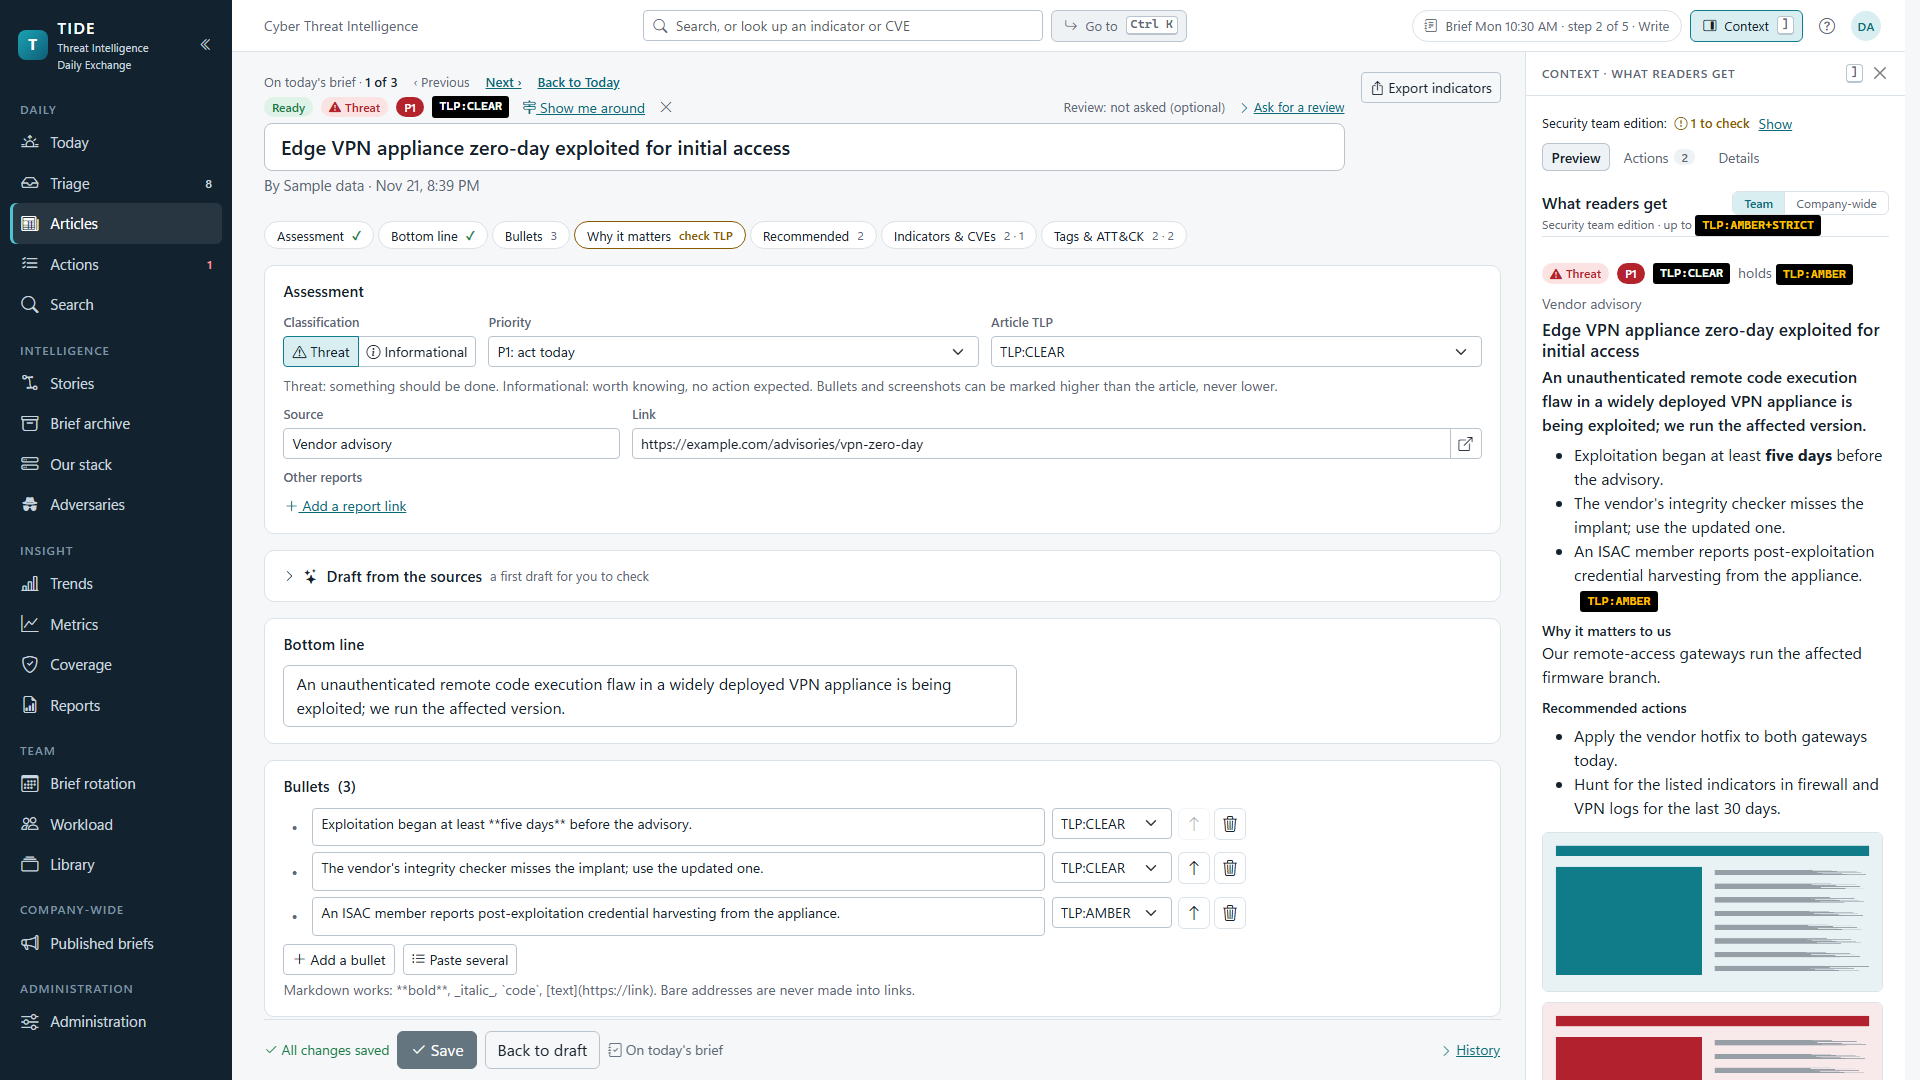 T
TIDE
Threat Intelligence
Daily Exchange
DAILY
Today
Triage 8
Articles
Actions 1
Search
INTELLIGENCE
Stories
Brief archive
Our stack
Adversaries
INSIGHT
Trends
Metrics
Coverage
Reports
TEAM
Brief rotation
Workload
Library
COMPANY-WIDE
Published briefs
ADMINISTRATION
Administration
Cyber Threat Intelligence
Search, or look up an indicator or CVE
Go to Ctrl K
Brief Mon 10:30 AM · step 2 of 5 · Write
Context ]
DA
On today's brief · 1 of 3 ‹ Previous Next › Back to Today
Export indicators
Ready Threat P1 TLP:CLEAR Show me around
Review: not asked (optional) Ask for a review
Edge VPN appliance zero-day exploited for initial access
By Sample data · Nov 21, 8:39 PM
Assessment
Bottom line
Bullets 3
Why it matters check TLP
Recommended 2
Indicators & CVEs 2 · 1
Tags & ATT&CK 2 · 2
Assessment
Classification Priority Article TLP
Threat Informational P1: act today TLP:CLEAR
Threat: something should be done. Informational: worth knowing, no action expected. Bullets and screenshots can be marked higher than the article, never lower.
Source Link
Vendor advisory https://example.com/advisories/vpn-zero-day
Other reports
+ Add a report link
Draft from the sources a first draft for you to check
Bottom line
An unauthenticated remote code execution flaw in a widely deployed VPN appliance is being
exploited; we run the affected version.
Bullets (3)
Exploitation began at least **five days** before the advisory. TLP:CLEAR
The vendor's integrity checker misses the implant; use the updated one. TLP:CLEAR
An ISAC member reports post-exploitation credential harvesting from the appliance. TLP:AMBER
+ Add a bullet Paste several
Markdown works: **bold**, _italic_, `code`, [text](https://link). Bare addresses are never made into links.
All changes saved Save Back to draft On today's brief History
CONTEXT · WHAT READERS GET ]
Security team edition: 1 to check Show
Preview Actions 2 Details
What readers get Team Company-wide
Security team edition · up to TLP:AMBER+STRICT
Threat P1 TLP:CLEAR holds TLP:AMBER
Vendor advisory
Edge VPN appliance zero-day exploited for
initial access
An unauthenticated remote code execution
flaw in a widely deployed VPN appliance is
being exploited; we run the affected version.
• Exploitation began at least five days before
the advisory.
• The vendor's integrity checker misses the
implant; use the updated one.
• An ISAC member reports post-exploitation
credential harvesting from the appliance.
TLP:AMBER
Why it matters to us
Our remote-access gateways run the affected
firmware branch.
Recommended actions
• Apply the vendor hotfix to both gateways
today.
• Hunt for the listed indicators in firewall and
VPN logs for the last 30 days.